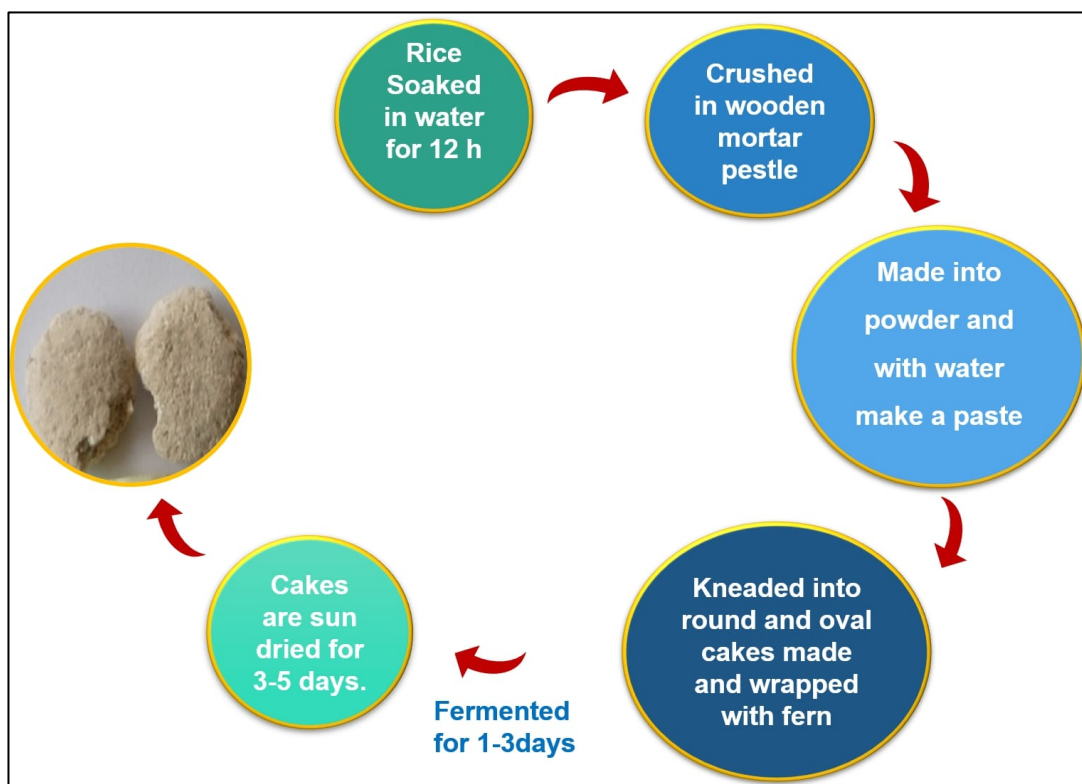 Rice
Soaked
in water
for 12 h
Crushed
in wooden
mortar
pestle
Made into
powder and
with water
make a paste
Kneaded into
round and oval
cakes made
and wrapped
with fern
Fermented
for 1-3days
Cakes
are sun
dried for
3-5 days.